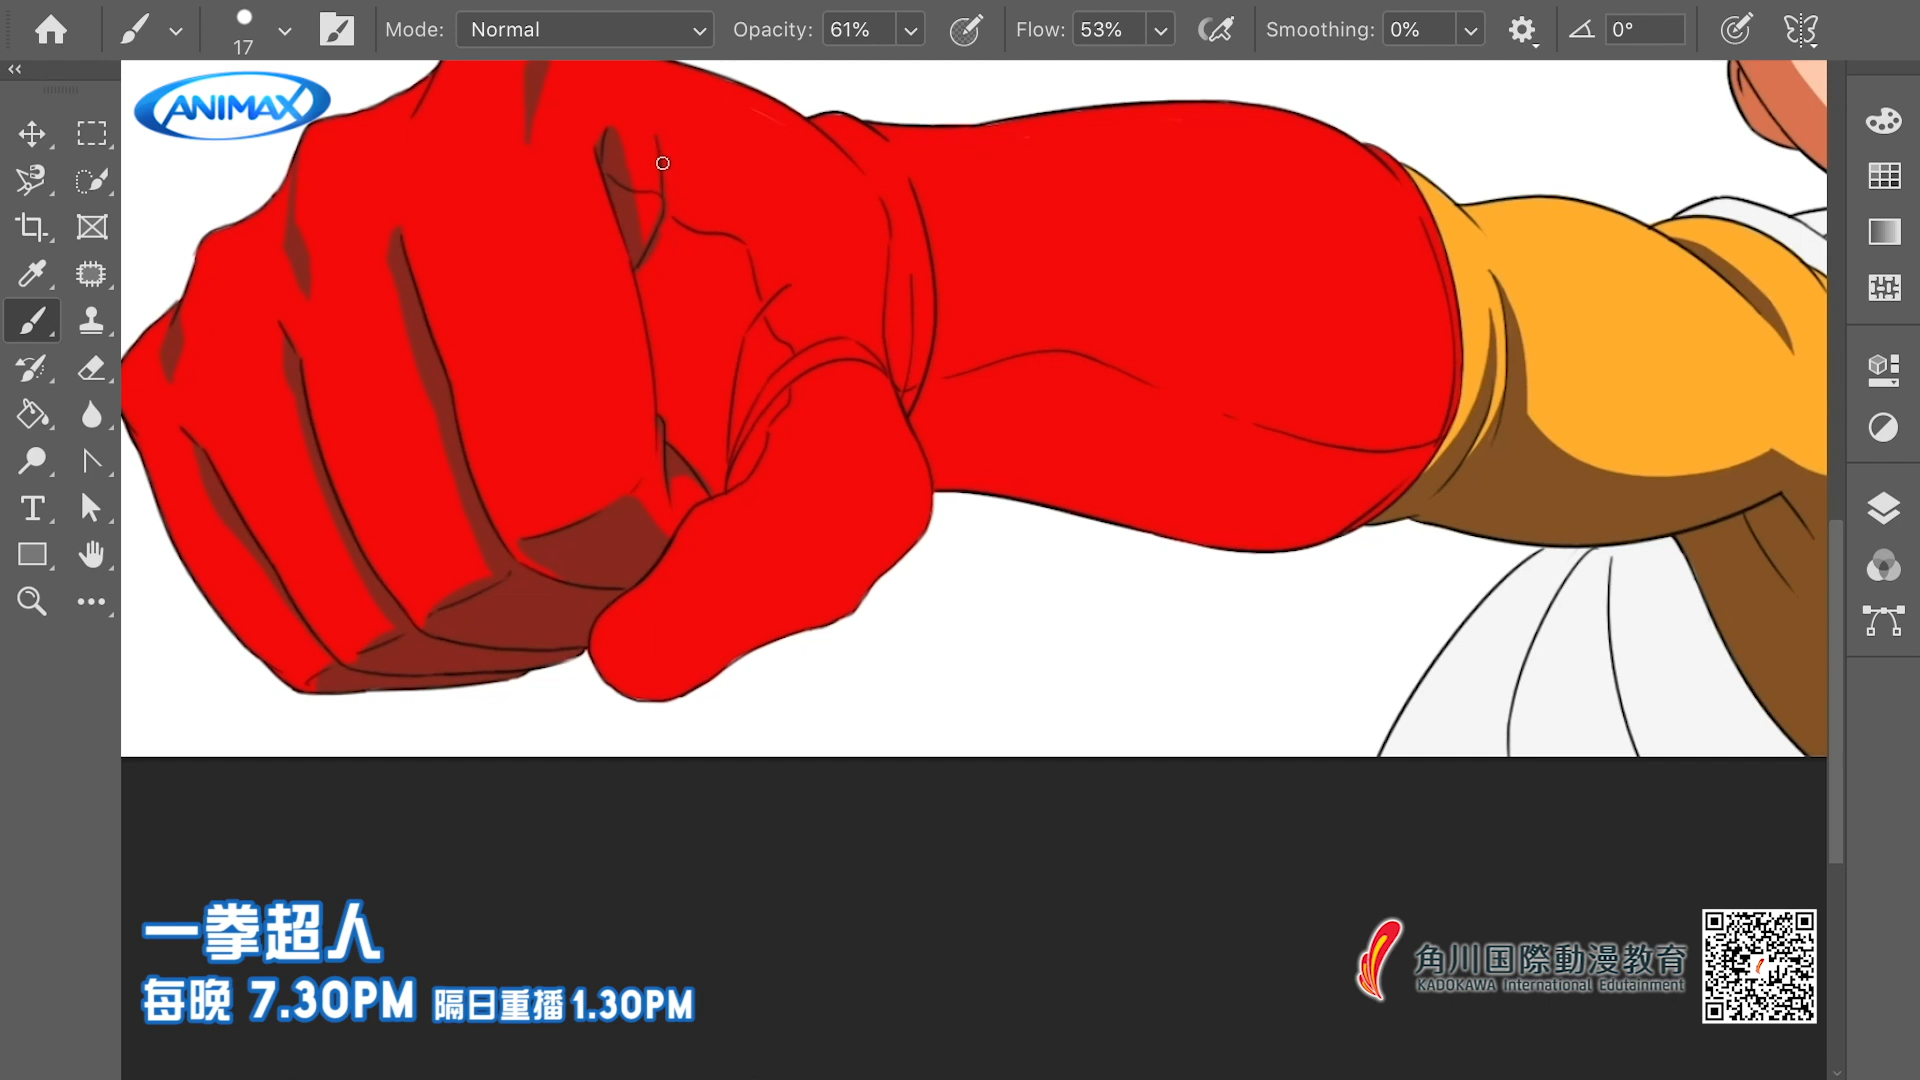 Mode: Normal Opacity: 61% Flow: 53% Smoothing: 0% 0°
17
ANIMAX
一拳超人
每晚 7.30PM 隔日重播1.30PM
角川国際動漫教育
KADOKAWA International Edutainment